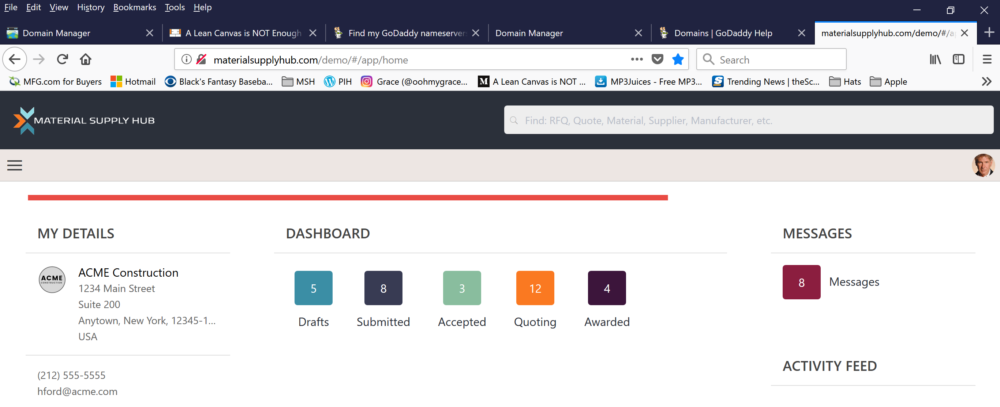 File Edit View History Bookmarks Tools Help
Domain Manager
A Lean Canvas is NOT Enough
Find my GoDaddy nameservers
Domain Manager
Domains | GoDaddy Help
materialsupplyhub.com/demo/#/ap
materialsupplyhub.com/demo/#/app/home
Search
MFG.com for Buyers
Hotmail
Black's Fantasy Baseba...
MSH
PIH
Grace (@oohmygrace...
M
A Lean Canvas is NOT ...
MP3Juices - Free MP3...
S
Trending News | theSc...
Hats
Apple
MATERIAL SUPPLY HUB
Find: RFQ, Quote, Material, Supplier, Manufacturer, etc.
MY DETAILS
ACME
CONSTRUCTION
ACME Construction
1234 Main Street
Suite 200
Anytown, New York, 12345-1...
USA
(212) 555-5555
hford@acme.com
DASHBOARD
5 8 3 12 4
Drafts Submitted Accepted Quoting Awarded
MESSAGES
8 Messages
ACTIVITY FEED